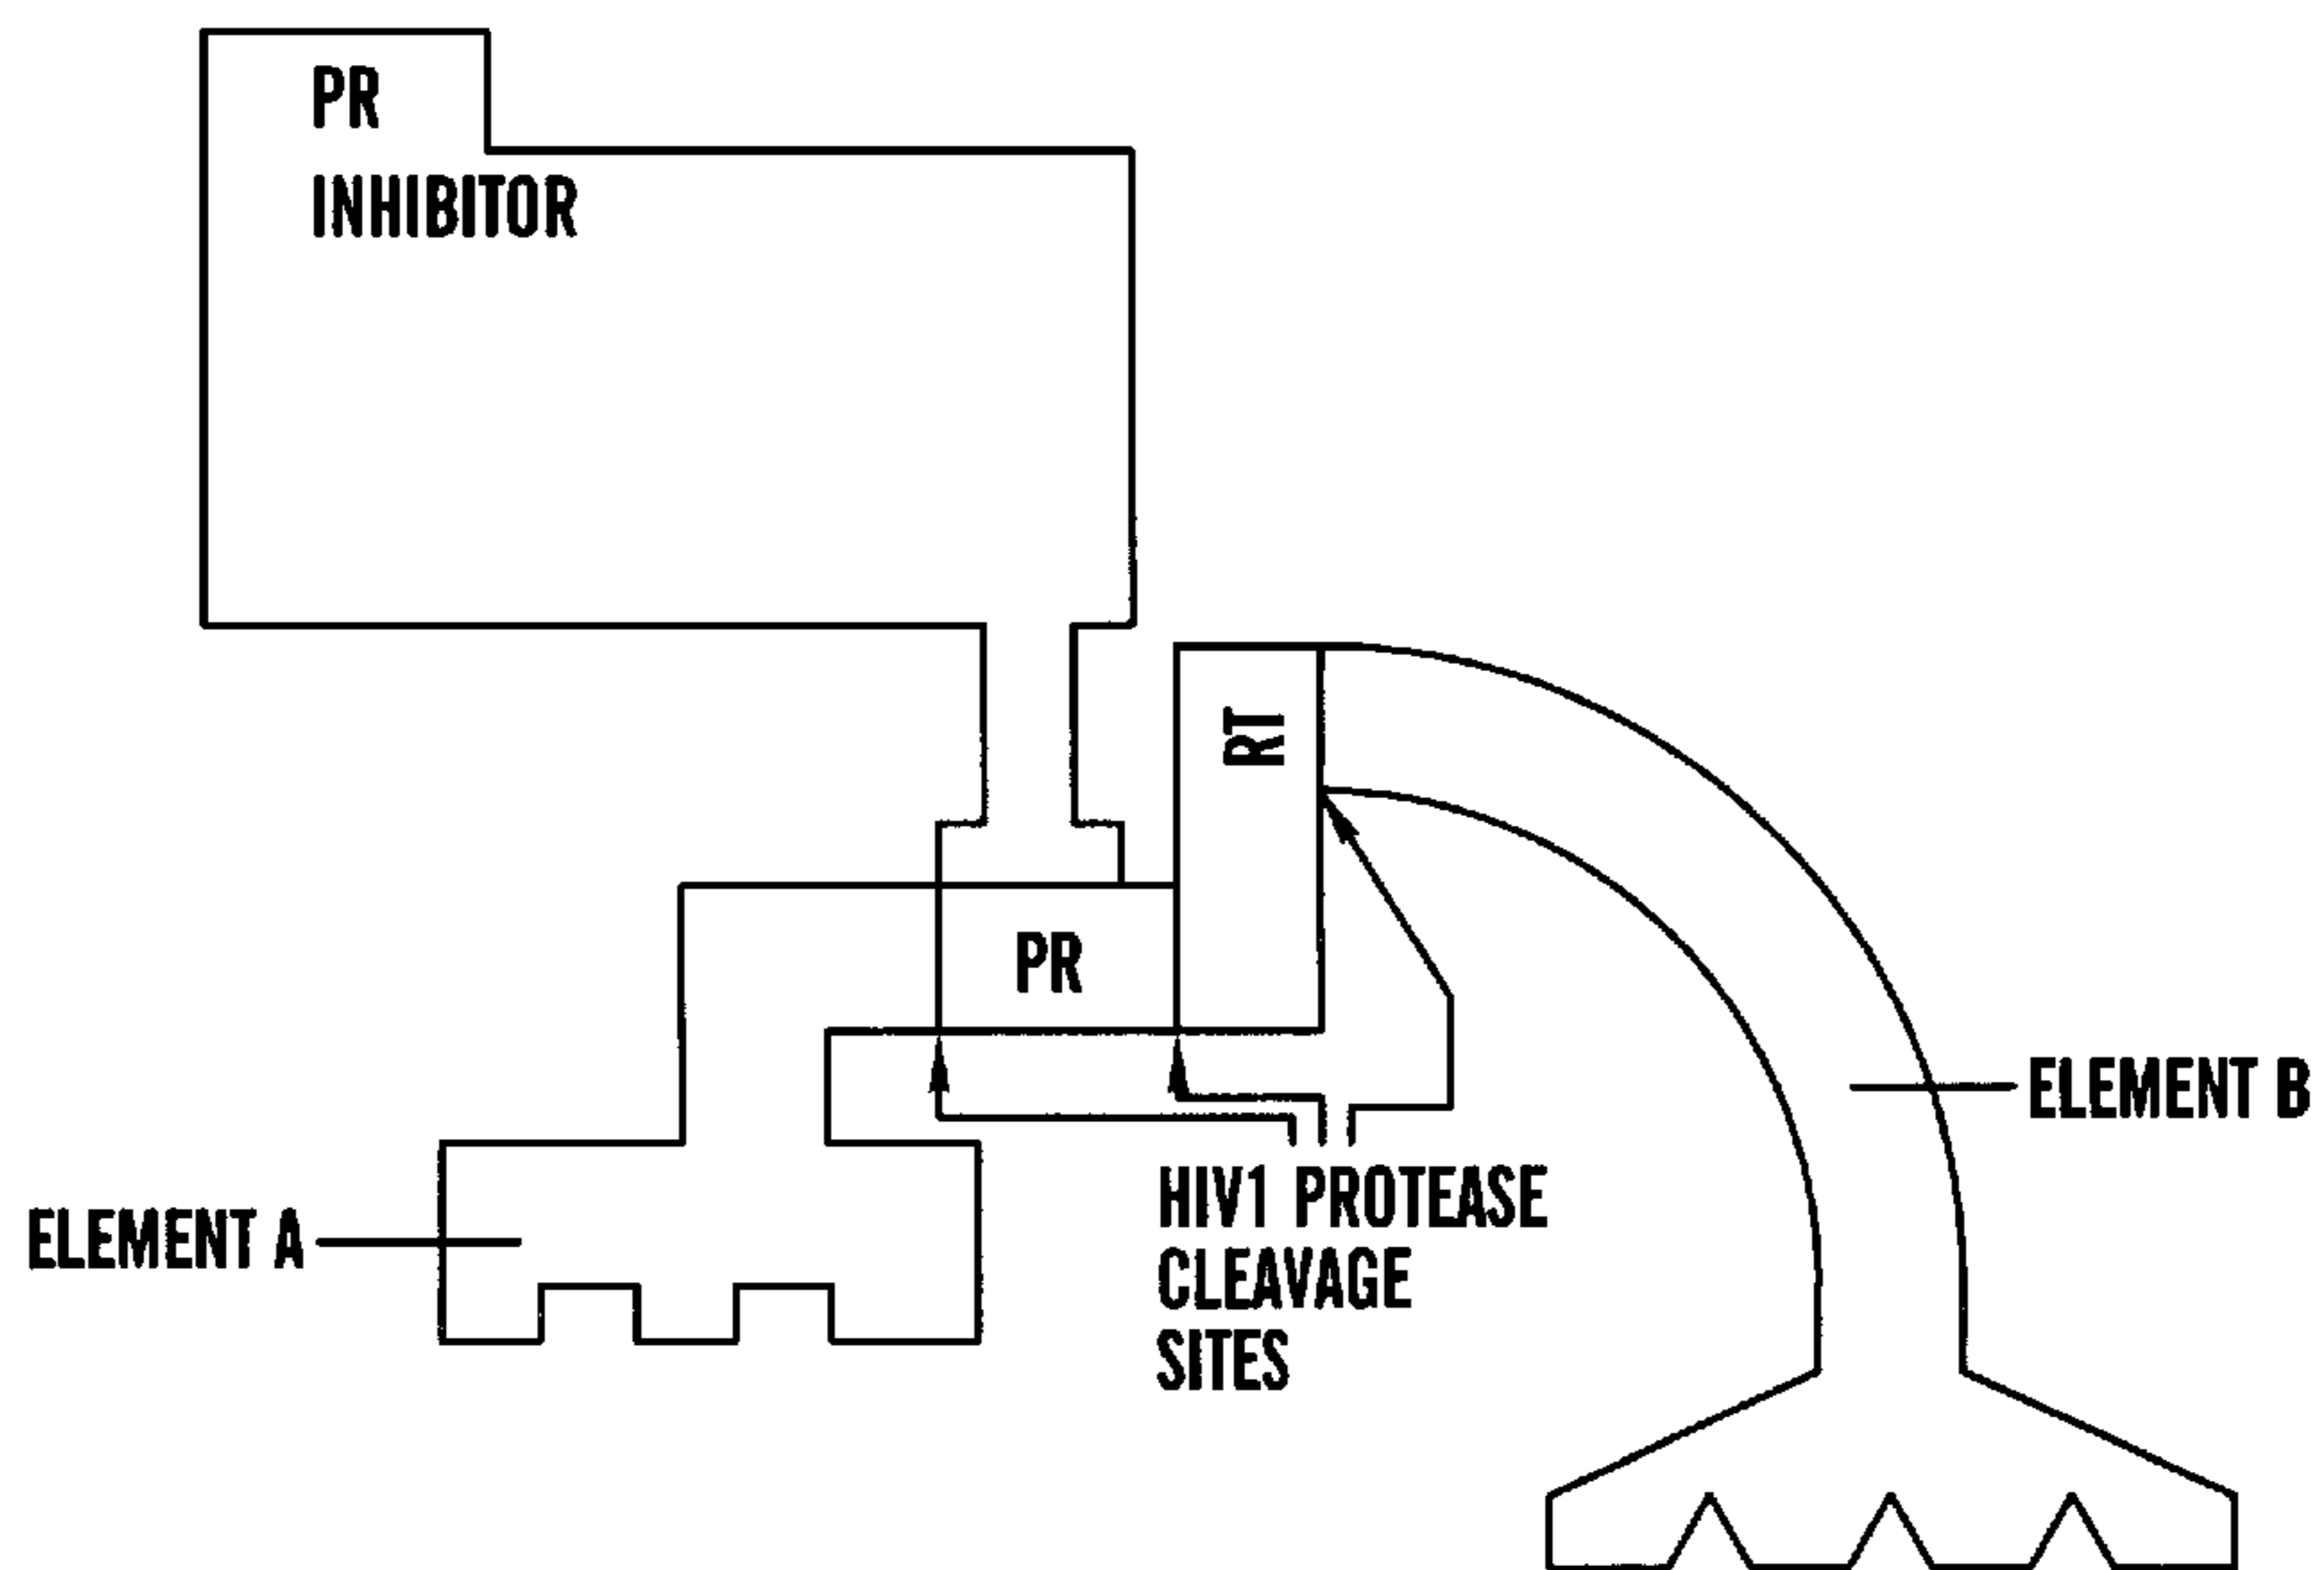 PR
INHIBITOR
RT
PR
ELEMENT B
HIV1 PROTEASE
CLEAVAGE
SITES
ELEMENT A